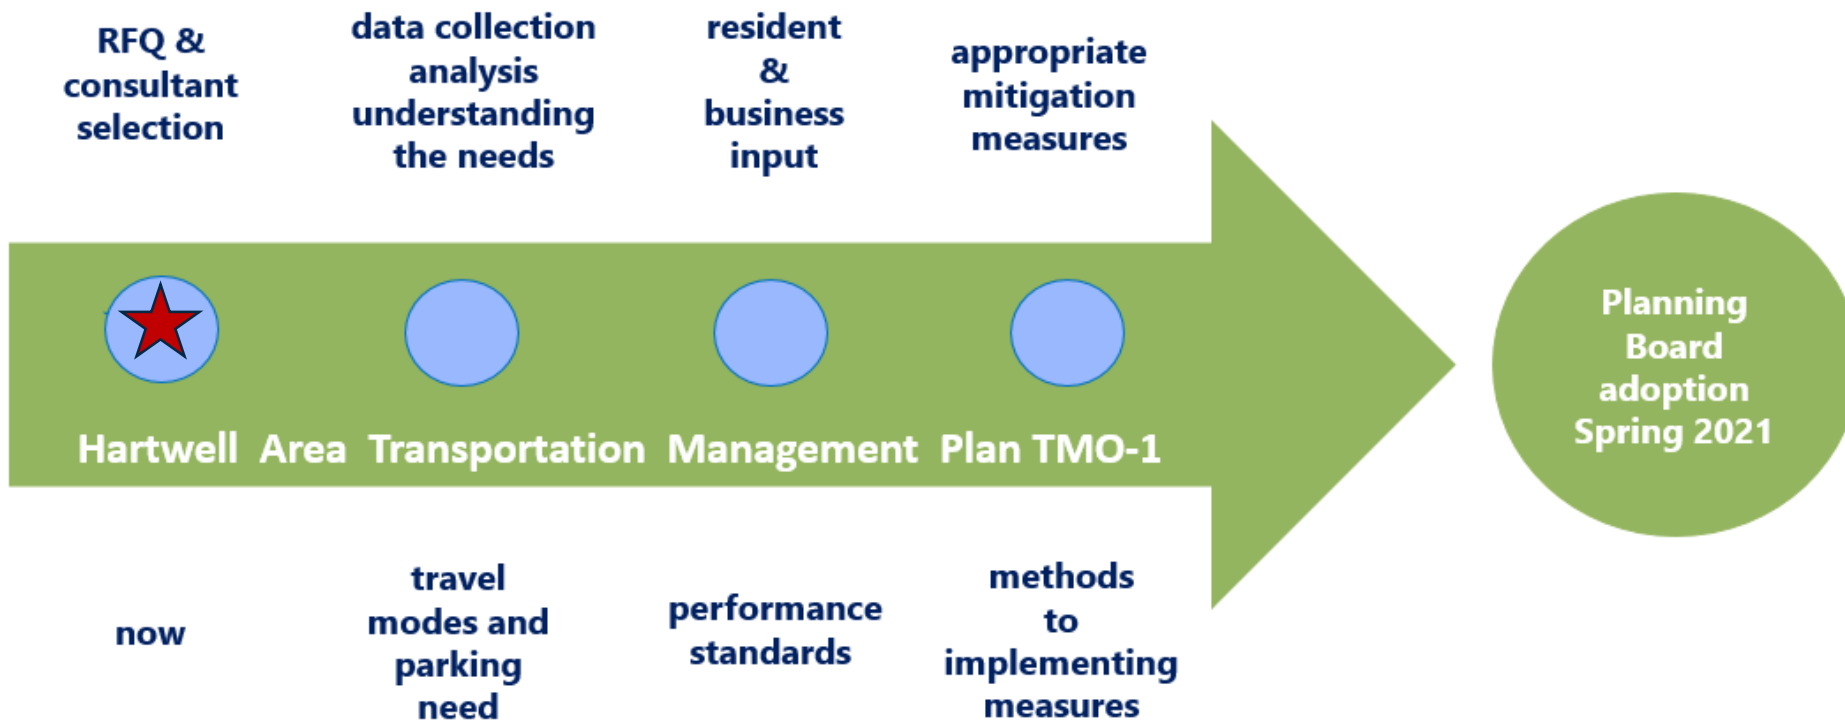 RFQ &
consultant
selection
data collection
analysis
understanding
the needs
resident
&
business
input
appropriate
mitigation
measures
Hartwell Area Transportation Management Plan TMO-1
Planning
Board
adoption
Spring 2021
now
travel
modes and
parking
need
performance
standards
methods
to
implementing
measures